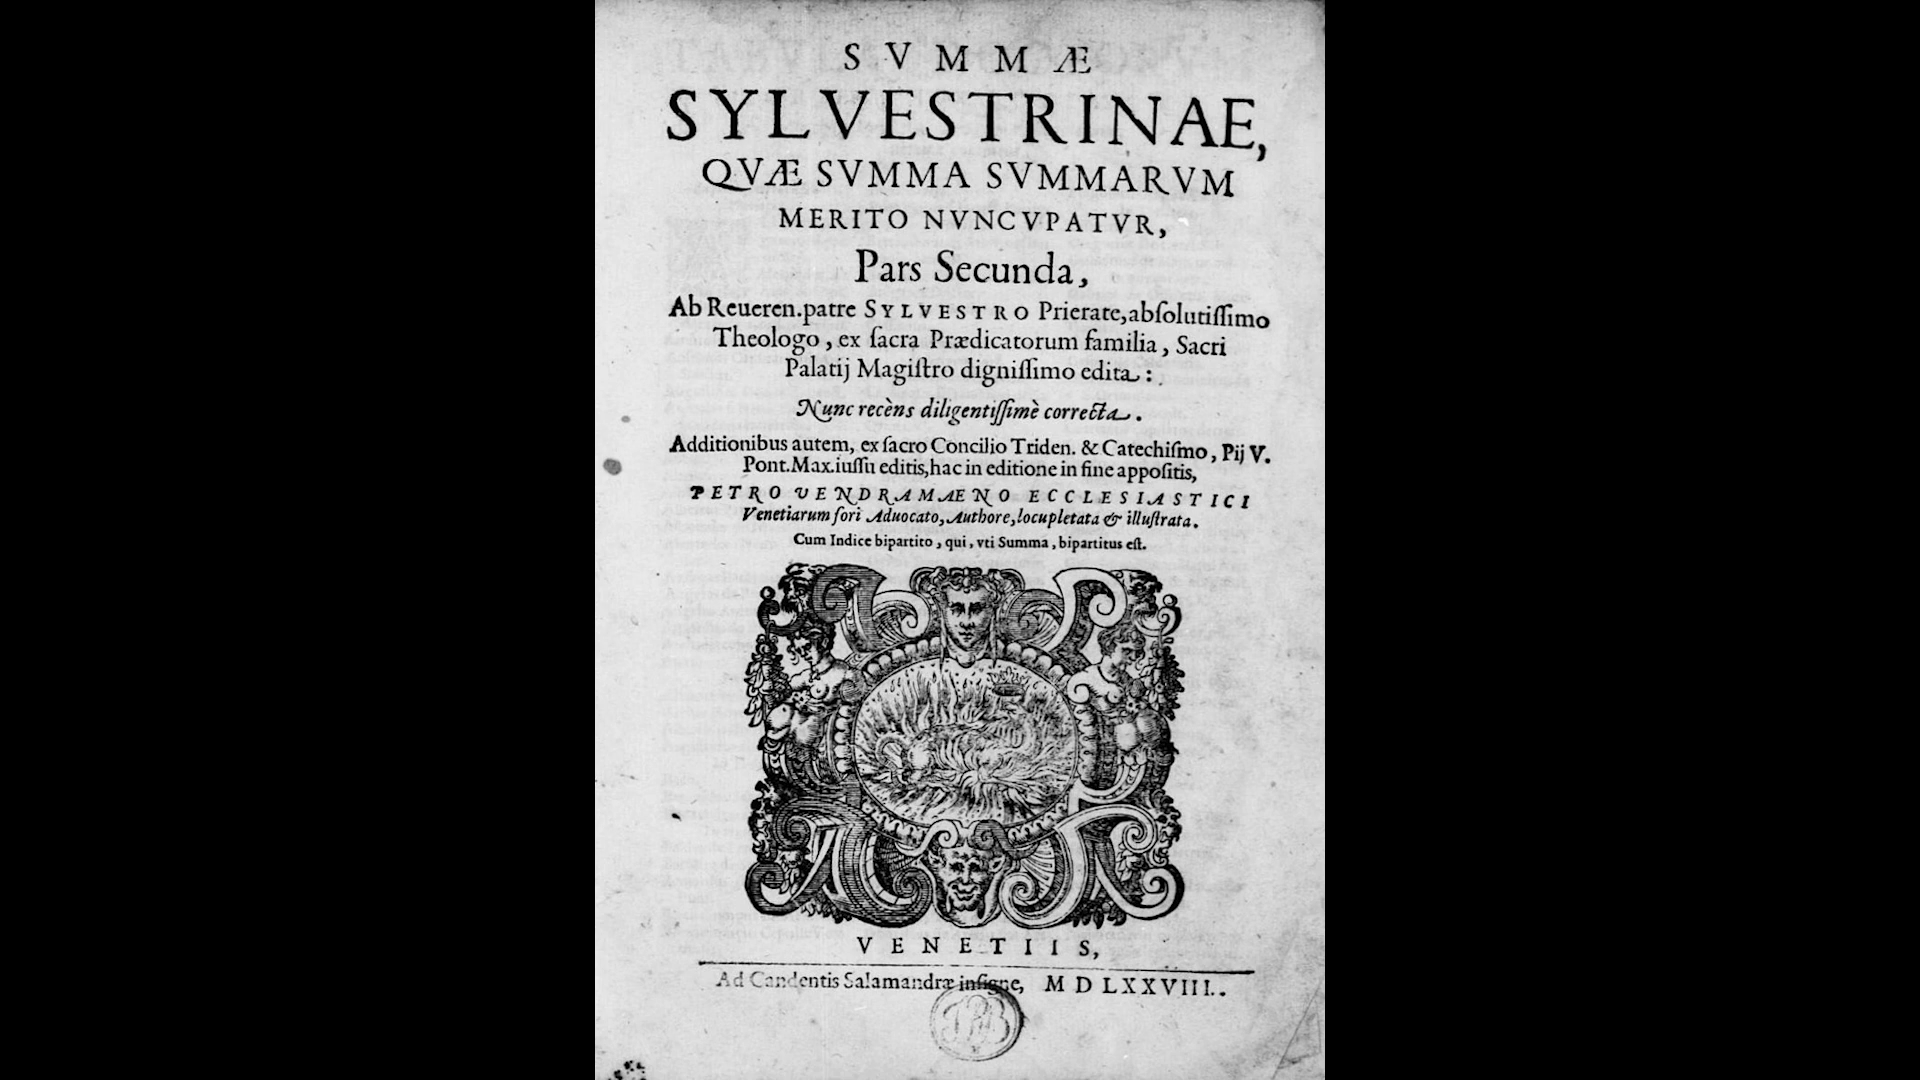 SVMMÆ
SYLVESTRINAE,
QVÆ SVMMA SVMMARVM
MERITO NVNCVPATVR,
Pars Secunda,
Ab Reueren.patre SYLVESTRO Prierate, abſolutiſſimo
Theologo, ex ſacra Prædicatorum familia, Sacri
Palatij Magiſtro digniſſimo edita:
Nunc recèns diligentiſſimè correcta.
Additionibus autem, ex ſacro Concilio Triden. & Catechiſmo, Pij V.
Pont. Max. iuſſu editis, hac in editione in fine appoſitis,
PETRO VENDRAMAENO ECCLESIASTICI
Venetiarum fori Aduocato, Authore, locupletata & illuſtrata.
Cum Indice bipartito, qui, vti Summa, bipartitus eſt.
VENETIIS,
Ad Candentis Salamandræ inſigne, MDLXXVIII.